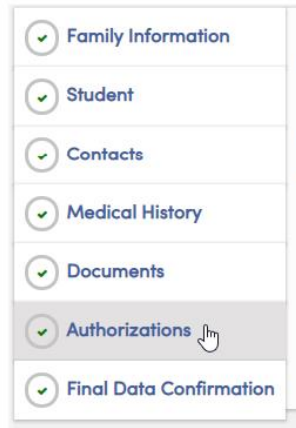 Family Information
Student
Contacts
Medical History
Documents
Authorizations
Final Data Confirmation